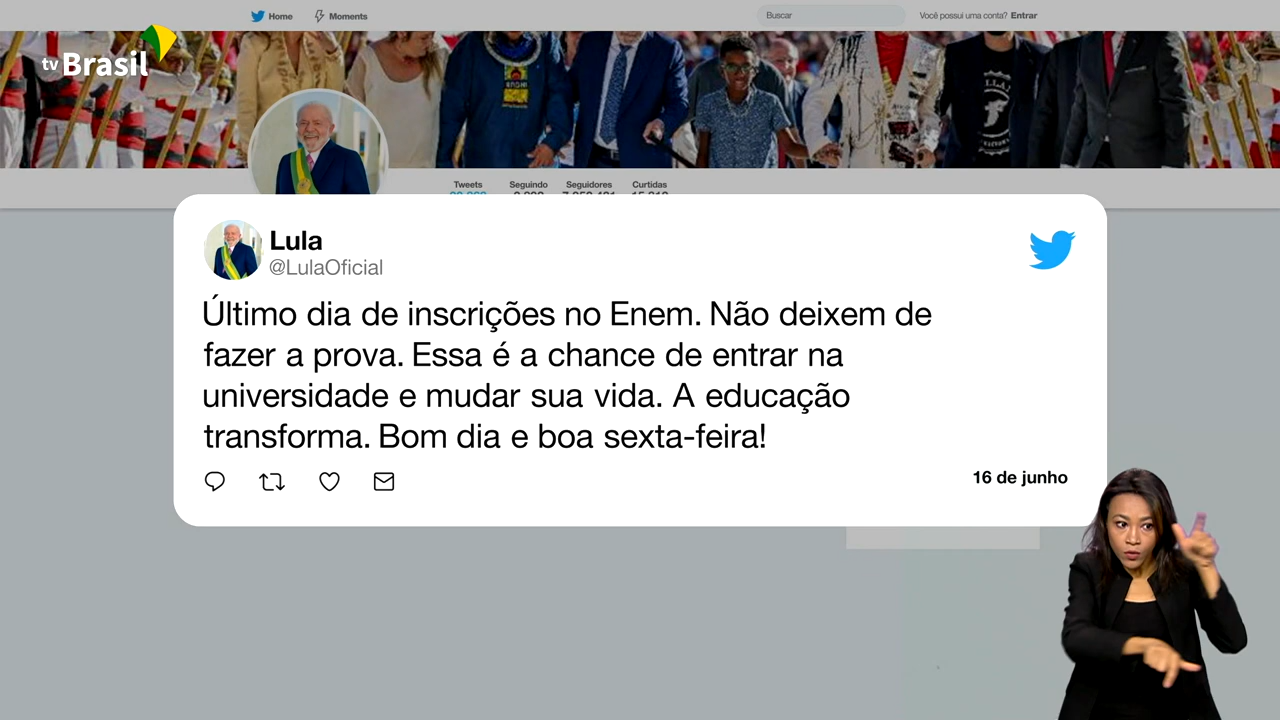 Home
Moments
Buscar
Você possui uma conta? Entrar
tv Brasil
Tweets
Seguindo
Seguidores
Curtidas
Lula
@LulaOficial
Último dia de inscrições no Enem. Não deixem de
fazer a prova. Essa é a chance de entrar na
universidade e mudar sua vida. A educação
transforma. Bom dia e boa sexta-feira!
16 de junho